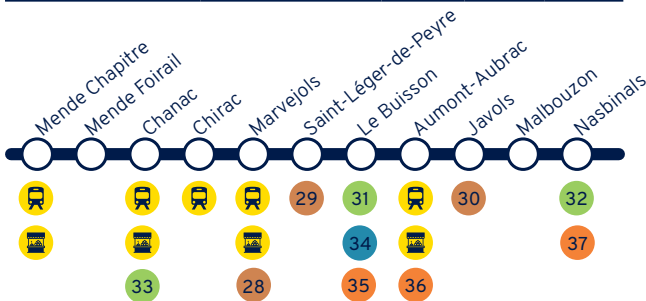 Mende Chapitre
Mende Foirail
Chanac
Chirac
Marvejols
Saint-Léger-de-Peyre
Le Buisson
Aumont-Aubrac
Javols
Malbouzon
Nasbinals
29 31 30 32
34 37
33 28 35 36